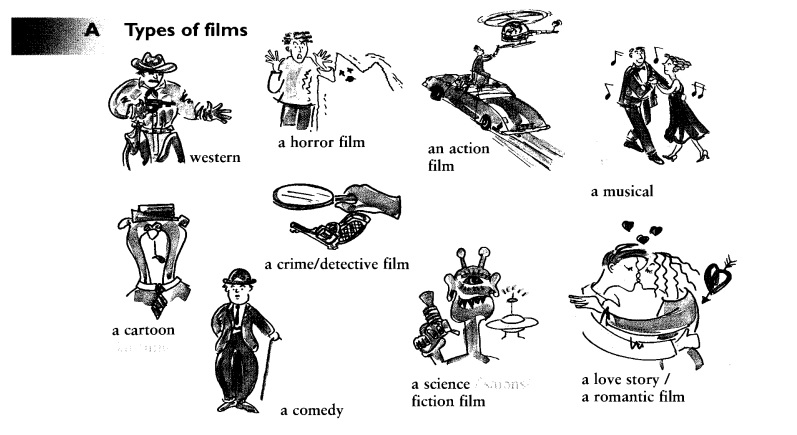 A Types of films
western
a horror film
an action
film
a musical
a crime/detective film
a cartoon
a comedy
a science
fiction film
a love story /
a romantic film